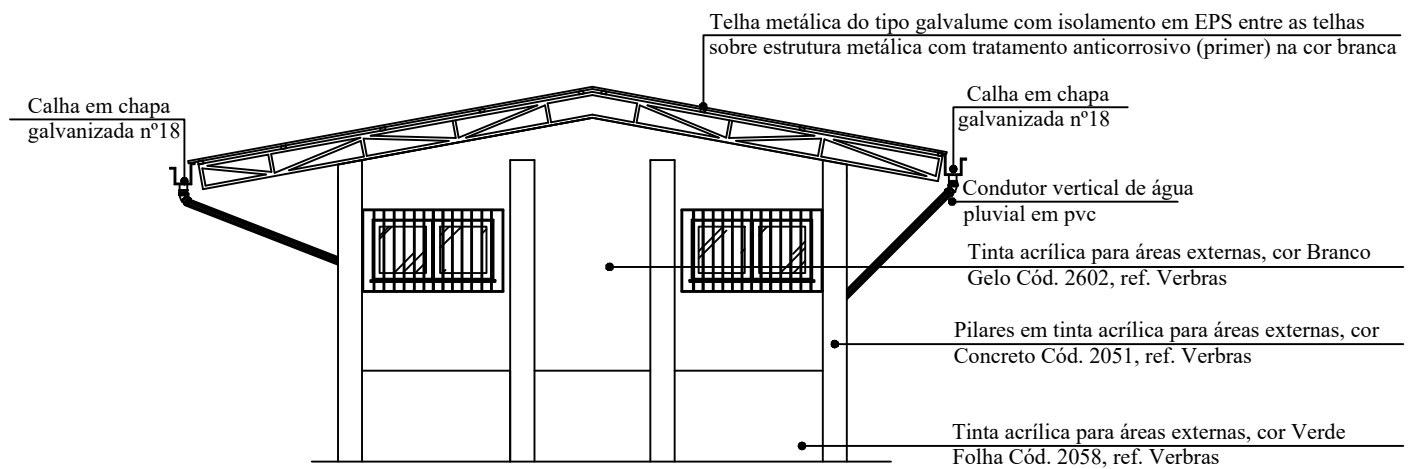 Telha metálica do tipo galvalume com isolamento em EPS entre as telhas
sobre estrutura metálica com tratamento anticorrosivo (primer) na cor branca
Calha em chapa
galvanizada nº18
Calha em chapa
galvanizada nº18
Condutor vertical de água
pluvial em pvc
Tinta acrílica para áreas externas, cor Branco
Gelo Cód. 2602, ref. Verbras
Pilares em tinta acrílica para áreas externas, cor
Concreto Cód. 2051, ref. Verbras
Tinta acrílica para áreas externas, cor Verde
Folha Cód. 2058, ref. Verbras